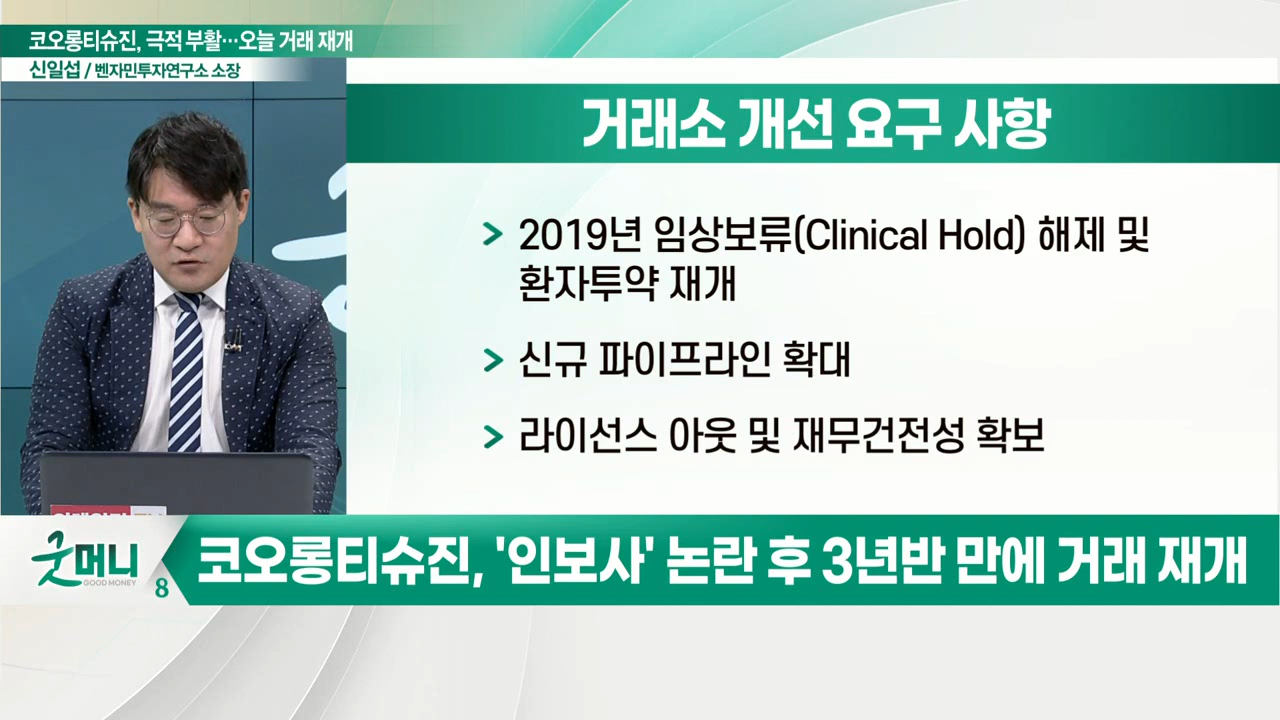 코오롱티슈진, 극적 부활…오늘 거래 재개
신일섭 / 벤자민투자연구소 소장
거래소 개선 요구 사항
> 2019년 임상보류(Clinical Hold) 해제 및
환자투약 재개
> 신규 파이프라인 확대
> 라이선스 아웃 및 재무건전성 확보
굿머니
GOOD MONEY
8
코오롱티슈진, '인보사' 논란 후 3년반 만에 거래 재개